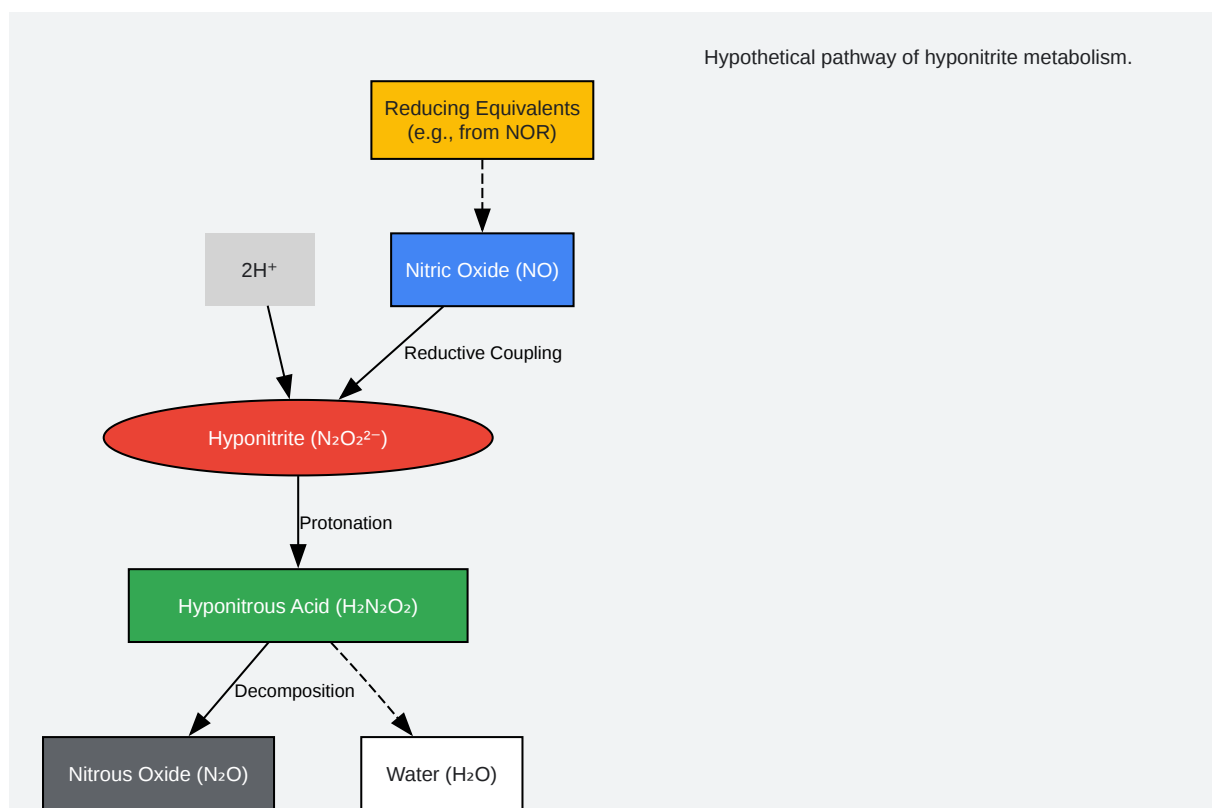 Hypothetical pathway of hyponitrite metabolism.
Reducing Equivalents
(e.g., from NOR)
2H⁺
Nitric Oxide (NO)
Reductive Coupling
Hyponitrite (N₂O₂²⁻)
Protonation
Hyponitrous Acid (H₂N₂O₂)
Decomposition
Nitrous Oxide (N₂O)
Water (H₂O)